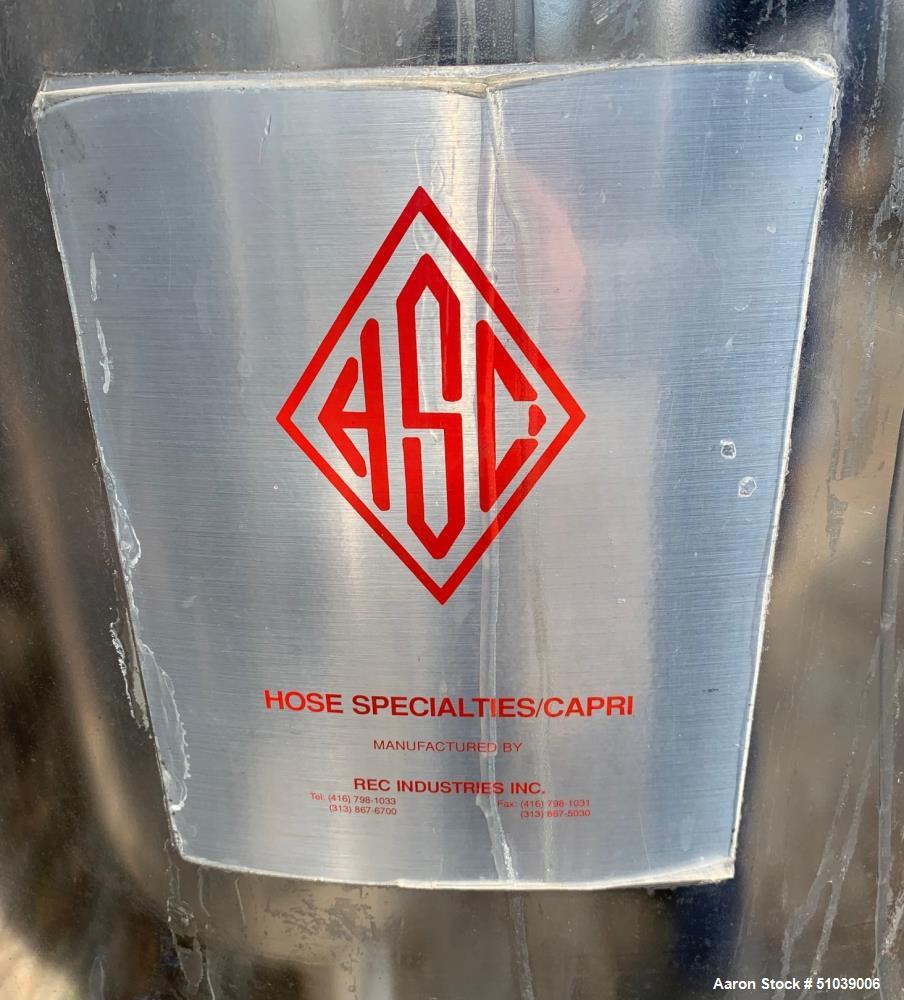 HSC
HOSE SPECIALTIES/CAPRI
MANUFACTURED BY
REC INDUSTRIES INC.
Tel: (416) 798-1033 Fax: (416) 798-1031
(313) 867-6700 (313) 867-5030
Aaron Stock # 51039006